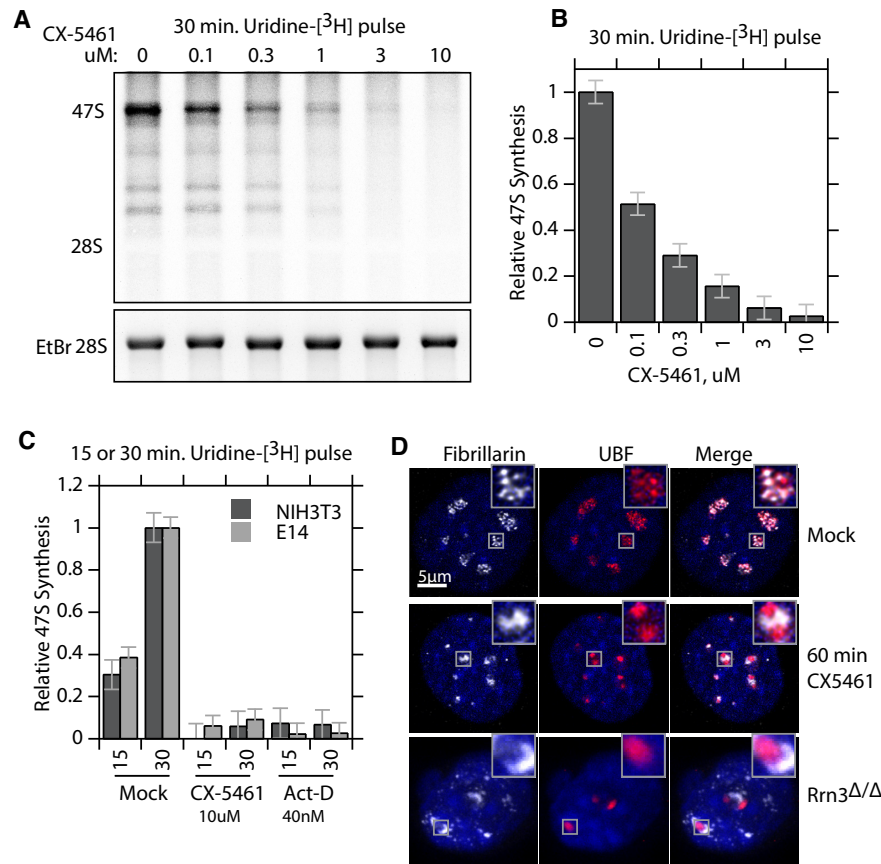 A
CX-5461
30 min. Uridine-[³H] pulse
uM: 0 0.1 0.3 1 3 10
47S
28S
EtBr 28S
B
30 min. Uridine-[³H] pulse
Relative 47S Synthesis
1
0.8
0.6
0.4
0.2
0
0 0.1 0.3 1 3 10
CX-5461, uM
C
15 or 30 min. Uridine-[³H] pulse
Relative 47S Synthesis
1.2
1
0.8
0.6
0.4
0.2
0
NIH3T3
E14
15 30 15 30 15 30
Mock CX-5461 Act-D
10uM 40nM
D
Fibrillarin UBF Merge
5µm
Mock
60 min
CX5461
Rrn3Δ/Δ